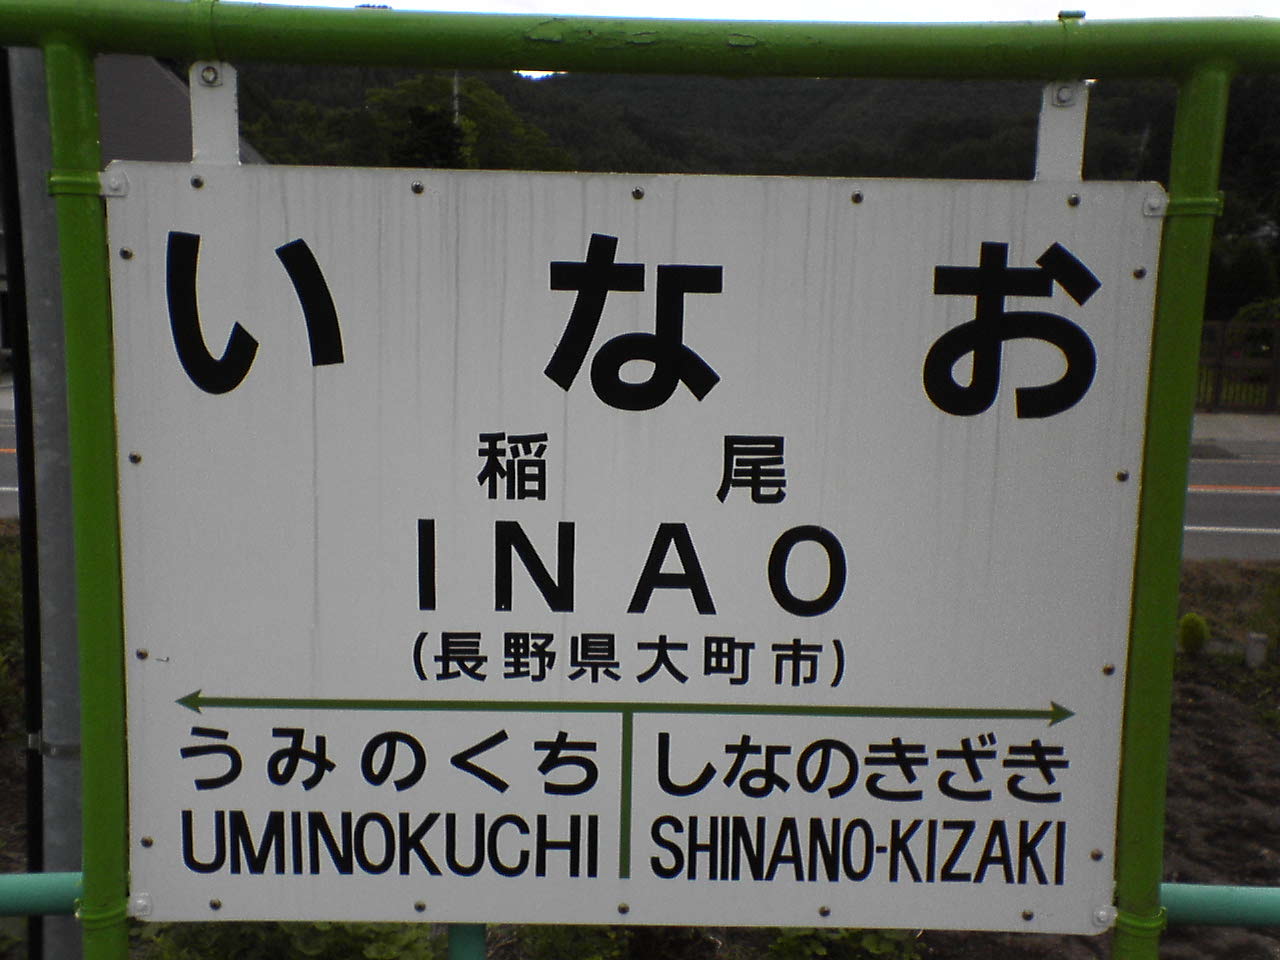 いなお
稲尾
INAO
(長野県大町市)
うみのくち しなのきざき
UMINOKUCHI SHINANO-KIZAKI